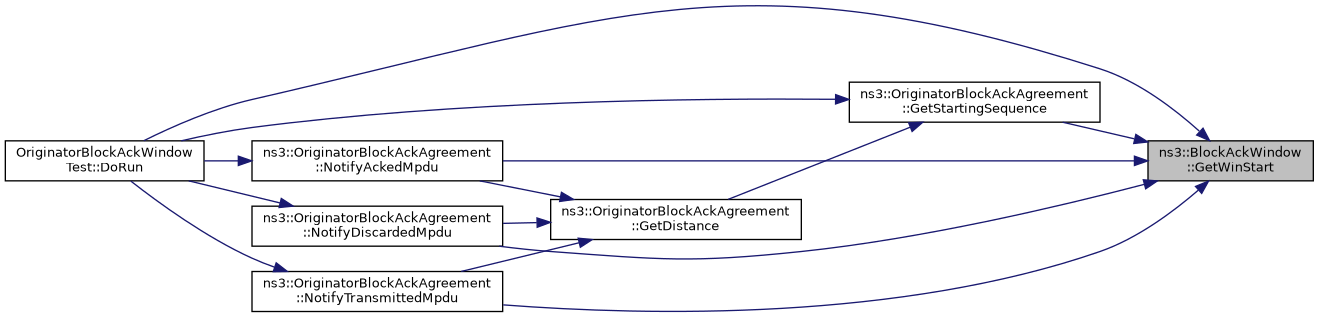 OriginatorBlockAckWindow
Test::DoRun
ns3::OriginatorBlockAckAgreement
::NotifyAckedMpdu
ns3::OriginatorBlockAckAgreement
::NotifyDiscardedMpdu
ns3::OriginatorBlockAckAgreement
::NotifyTransmittedMpdu
ns3::OriginatorBlockAckAgreement
::GetDistance
ns3::OriginatorBlockAckAgreement
::GetStartingSequence
ns3::BlockAckWindow
::GetWinStart